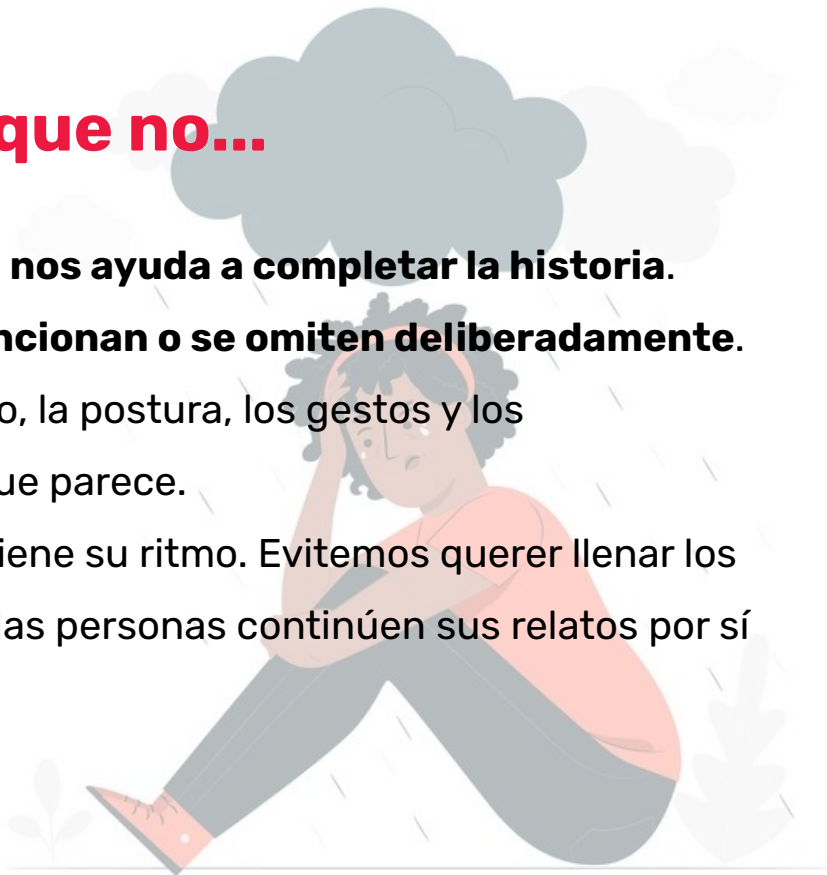 que no...
nos ayuda a completar la historia.
ncionan o se omiten deliberadamente.
o, la postura, los gestos y los
ue parece.
iene su ritmo. Evitemos querer llenar los
las personas continúen sus relatos por sí